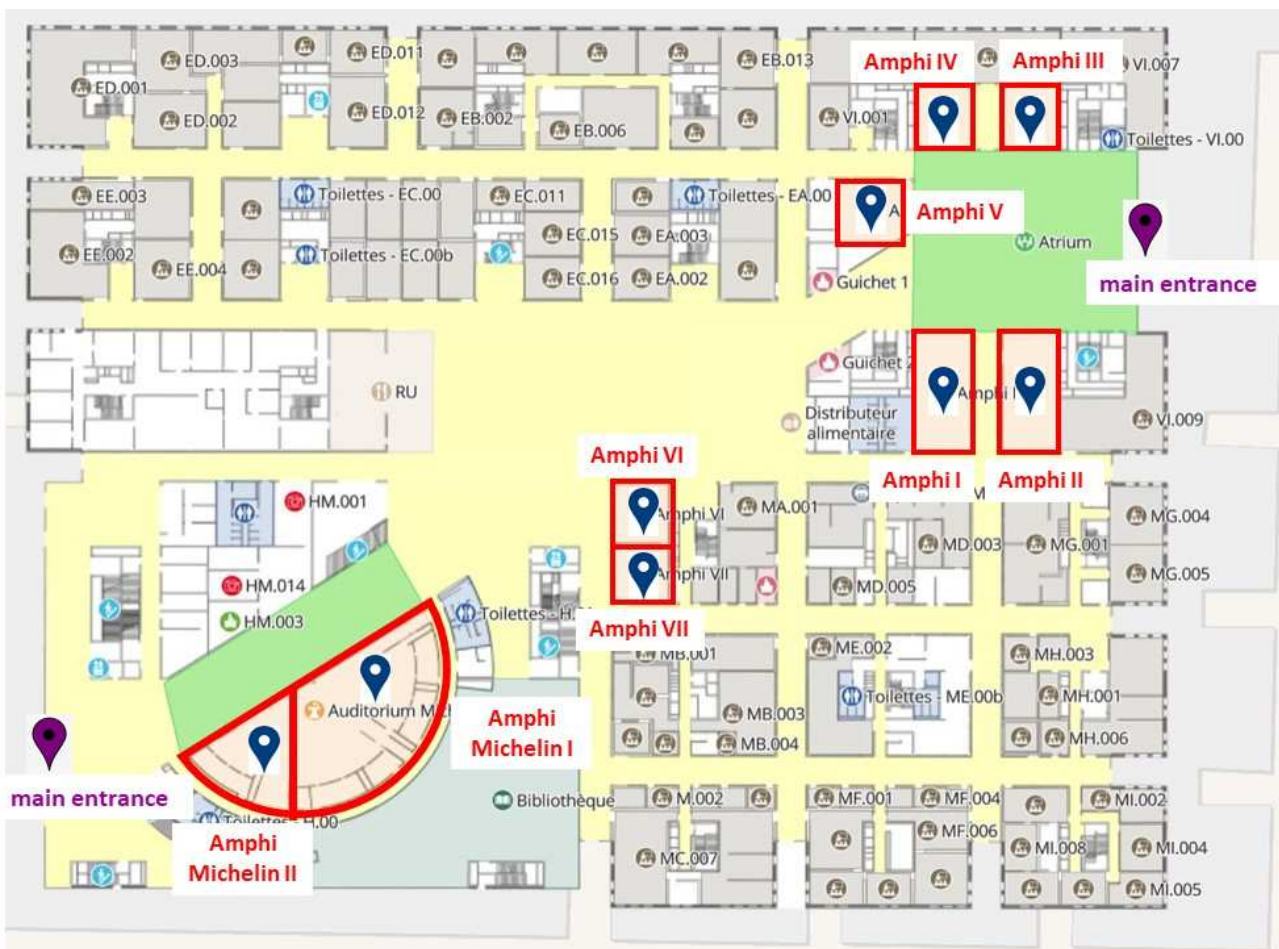 ED.003
ED.011
EB.013
Amphi IV
Amphi III
VI.007
ED.001
ED.002
ED.012
EB.002
EB.006
VI.001
Toilettes - VI.00
EE.003
Toilettes - EC.00
EC.011
Toilettes - EA.00
A
Amphi V
EE.002
EE.004
Toilettes - EC.00b
EC.015
EA.003
Atrium
EC.016
EA.002
Guichet 1
main entrance
RU
Guichet 2
Amphi I
Distributeur
alimentaire
VI.009
Amphi VI
Amphi I
Amphi II
HM.001
Amphi VI
MA.001
M
MG.004
HM.014
Amphi VII
MD.003
MG.001
MG.005
MD.005
HM.003
Toilettes - H.
Amphi VII
MB.001
ME.002
MH.003
Auditorium Mic
Amphi
Michelin I
Toilettes - ME.00b
MH.001
MB.003
MB.004
MH.006
main entrance
Bibliothèque
M.002
MF.001
MF.004
MI.002
Toilettes - H.00
Amphi
Michelin II
MC.007
MF.006
MI.008
MI.004
MI.005